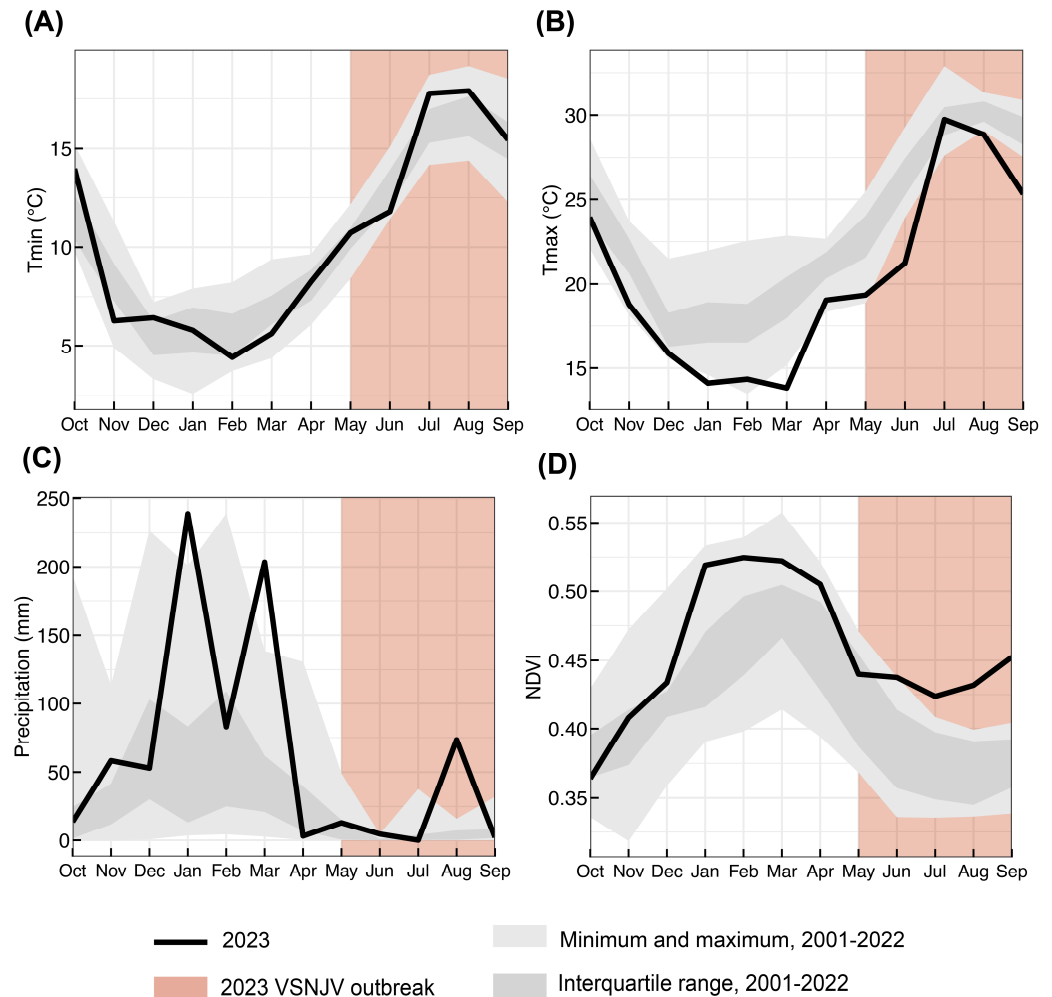 (A)
Tmin (°C)
15
10
5
Oct Nov Dec Jan Feb Mar Apr May Jun Jul Aug Sep
(B)
Tmax (°C)
30
25
20
15
Oct Nov Dec Jan Feb Mar Apr May Jun Jul Aug Sep
(C)
Precipitation (mm)
250
200
150
100
50
0
Oct Nov Dec Jan Feb Mar Apr May Jun Jul Aug Sep
(D)
NDVI
0.55
0.50
0.45
0.40
0.35
Oct Nov Dec Jan Feb Mar Apr May Jun Jul Aug Sep
2023
Minimum and maximum, 2001-2022
2023 VSNJV outbreak
Interquartile range, 2001-2022